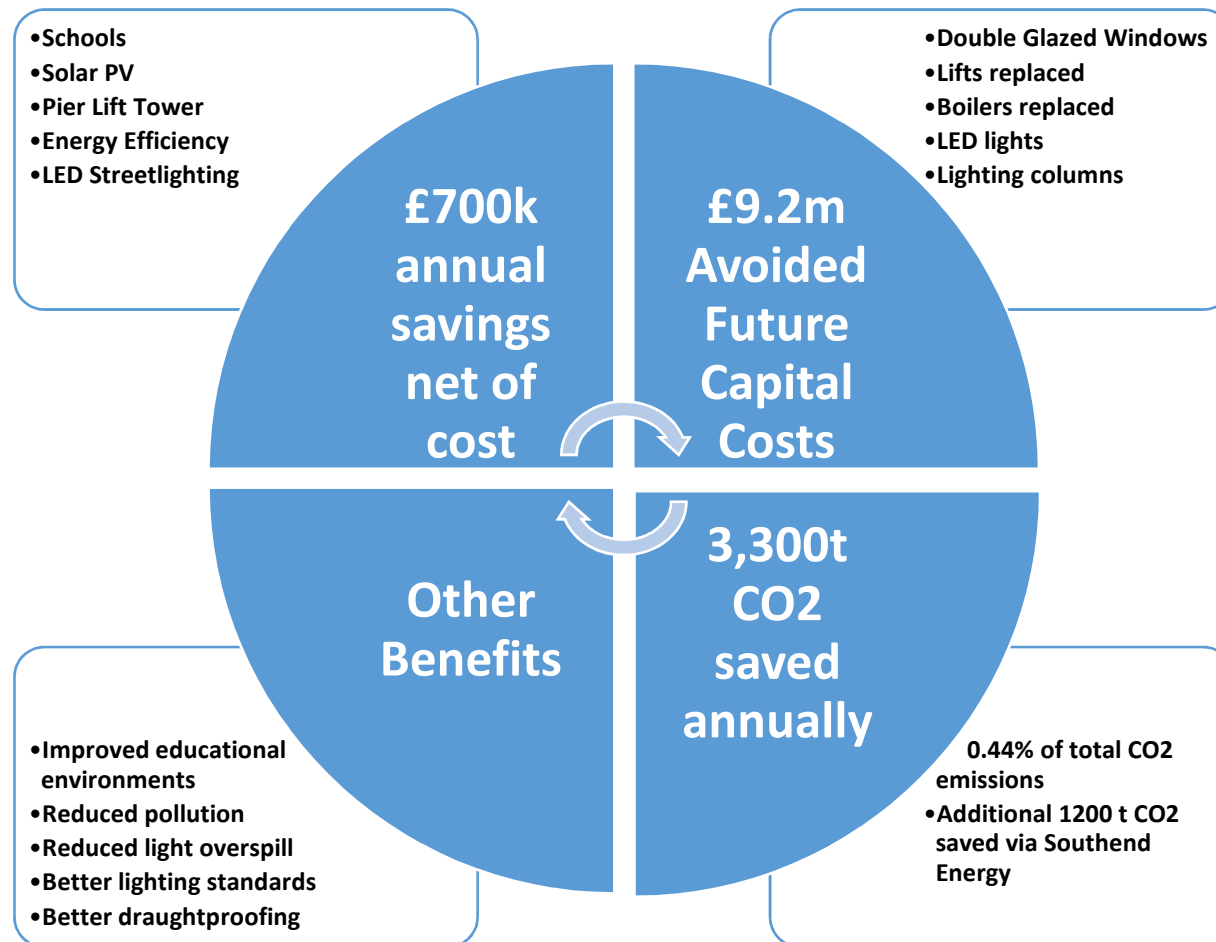 •Schools
•Solar PV
•Pier Lift Tower
•Energy Efficiency
•LED Streetlighting
•Double Glazed Windows
•Lifts replaced
•Boilers replaced
•LED lights
•Lighting columns
£700k
annual
savings
net of
cost
£9.2m
Avoided
Future
Capital
Costs
Other
Benefits
3,300t
CO2
saved
annually
•Improved educational
environments
•Reduced pollution
•Reduced light overspill
•Better lighting standards
•Better draughtproofing
0.44% of total CO2
emissions
•Additional 1200 t CO2
saved via Southend
Energy